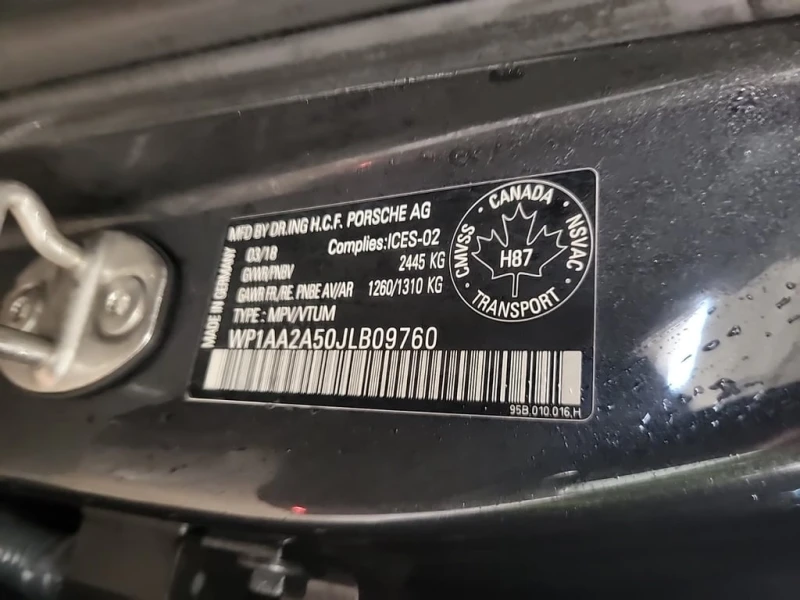 MFD BY DR.ING H.C.F. PORSCHE AG
03/18 Complies:ICES-02
GVWR/PNBV 2445 KG
GAWR FR./RE. PNBE AV/AR 1260/1310 KG
TYPE : MPV/VTUM
WP1AA2A50JLB09760
MADE IN GERMANY
CANADA
CMVSS
NSVAC
H87
TRANSPORT
95B.010.016.H